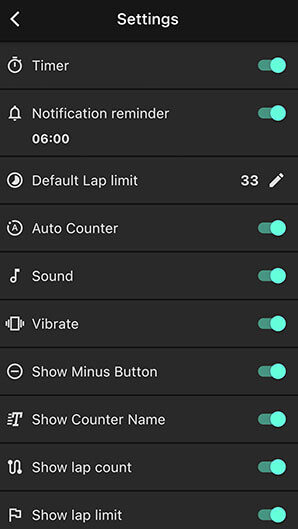 Settings
Timer
Notification reminder
06:00
Default Lap limit 33
Auto Counter
Sound
Vibrate
Show Minus Button
Show Counter Name
Show lap count
Show lap limit